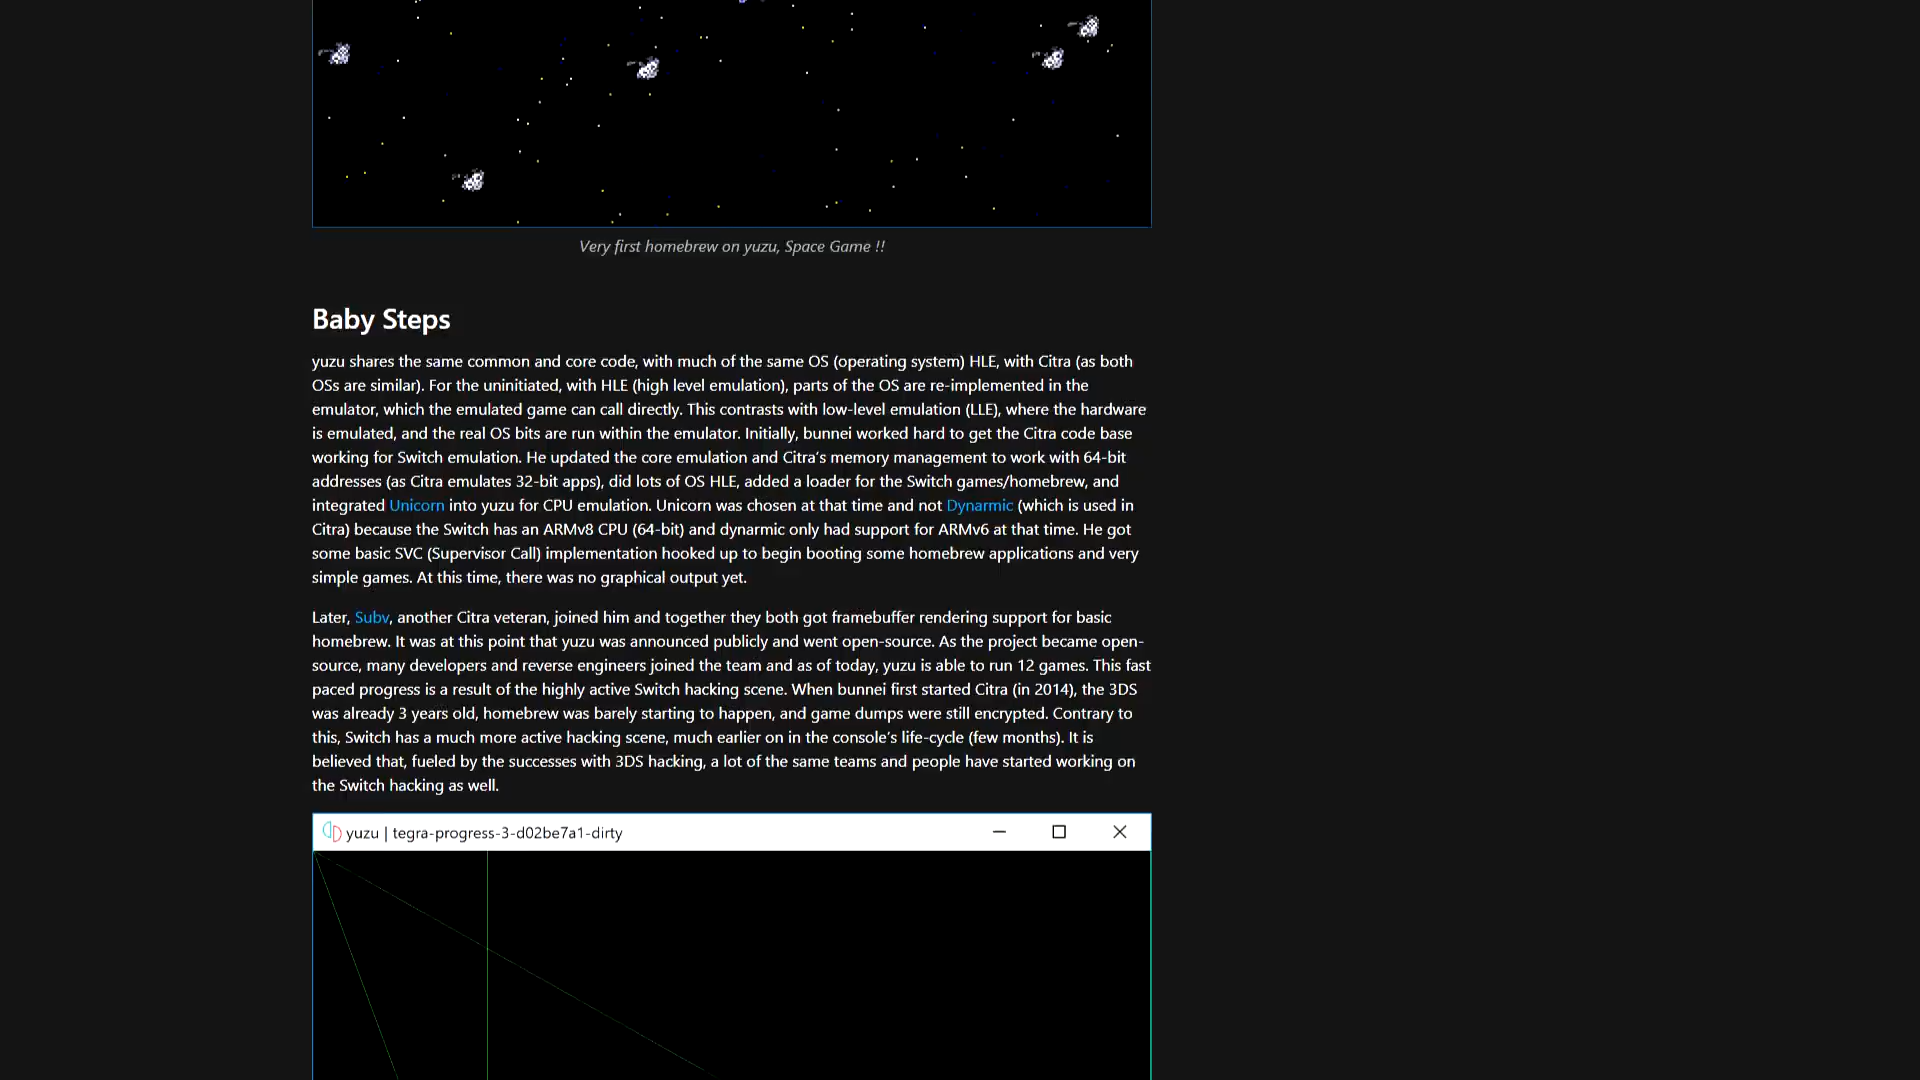 Very first homebrew on yuzu, Space Game !!
Baby Steps
yuzu shares the same common and core code, with much of the same OS (operating system) HLE, with Citra (as both
OSs are similar). For the uninitiated, with HLE (high level emulation), parts of the OS are re-implemented in the
emulator, which the emulated game can call directly. This contrasts with low-level emulation (LLE), where the hardware
is emulated, and the real OS bits are run within the emulator. Initially, bunnei worked hard to get the Citra code base
working for Switch emulation. He updated the core emulation and Citra’s memory management to work with 64-bit
addresses (as Citra emulates 32-bit apps), did lots of OS HLE, added a loader for the Switch games/homebrew, and
integrated Unicorn into yuzu for CPU emulation. Unicorn was chosen at that time and not Dynarmic (which is used in
Citra) because the Switch has an ARMv8 CPU (64-bit) and dynarmic only had support for ARMv6 at that time. He got
some basic SVC (Supervisor Call) implementation hooked up to begin booting some homebrew applications and very
simple games. At this time, there was no graphical output yet.
Later, Subv, another Citra veteran, joined him and together they both got framebuffer rendering support for basic
homebrew. It was at this point that yuzu was announced publicly and went open-source. As the project became open-
source, many developers and reverse engineers joined the team and as of today, yuzu is able to run 12 games. This fast
paced progress is a result of the highly active Switch hacking scene. When bunnei first started Citra (in 2014), the 3DS
was already 3 years old, homebrew was barely starting to happen, and game dumps were still encrypted. Contrary to
this, Switch has a much more active hacking scene, much earlier on in the console’s life-cycle (few months). It is
believed that, fueled by the successes with 3DS hacking, a lot of the same teams and people have started working on
the Switch hacking as well.
yuzu | tegra-progress-3-d02be7a1-dirty